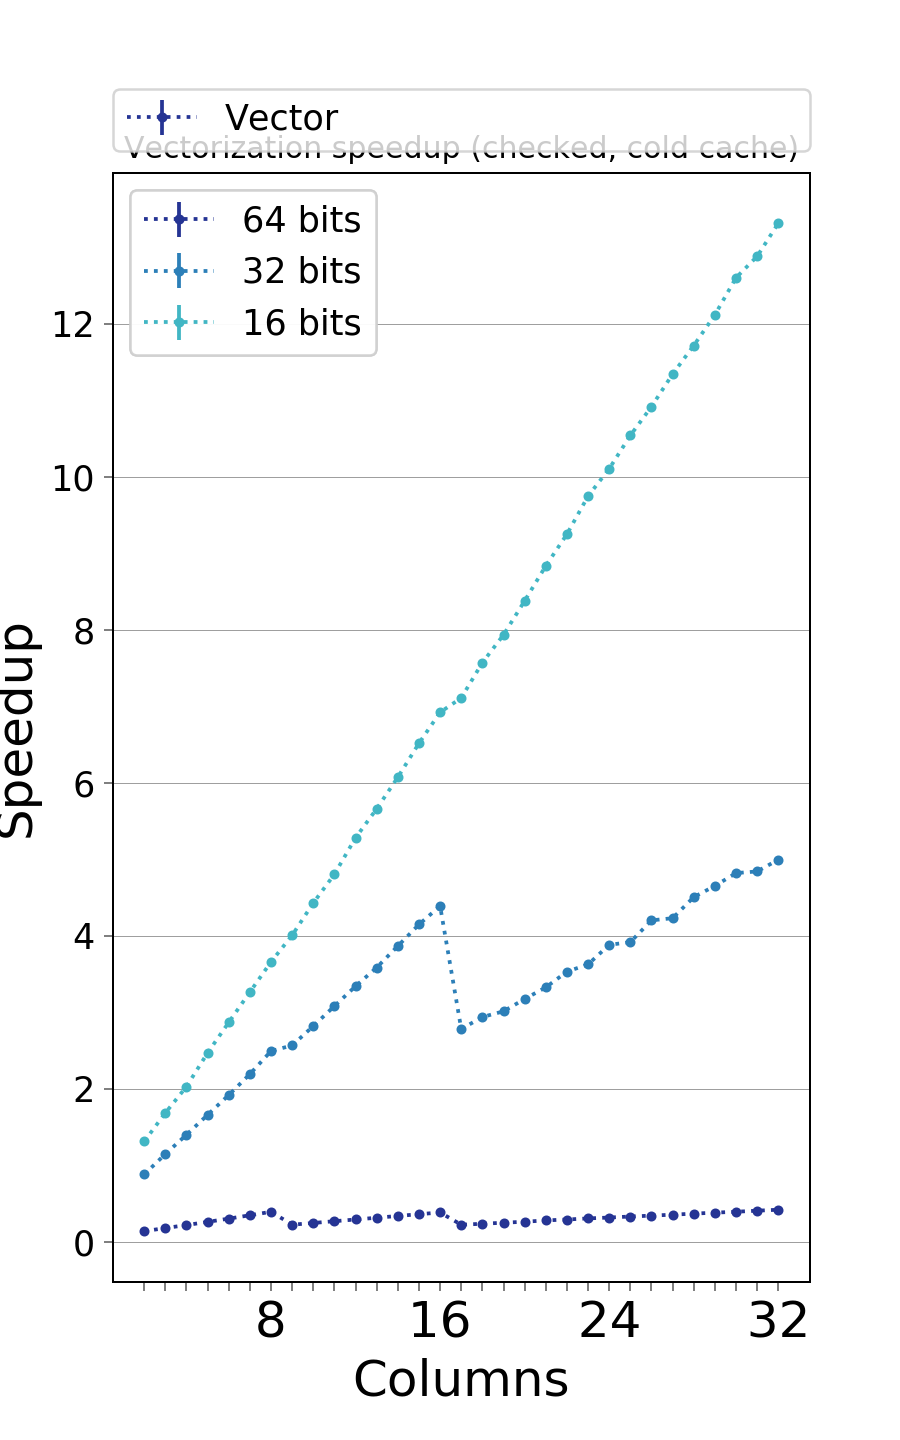 Vector
Vectorization speedup (checked, cold cache)
64 bits
32 bits
16 bits
12
10
8
6
4
2
0
Speedup
8 16 24 32
Columns